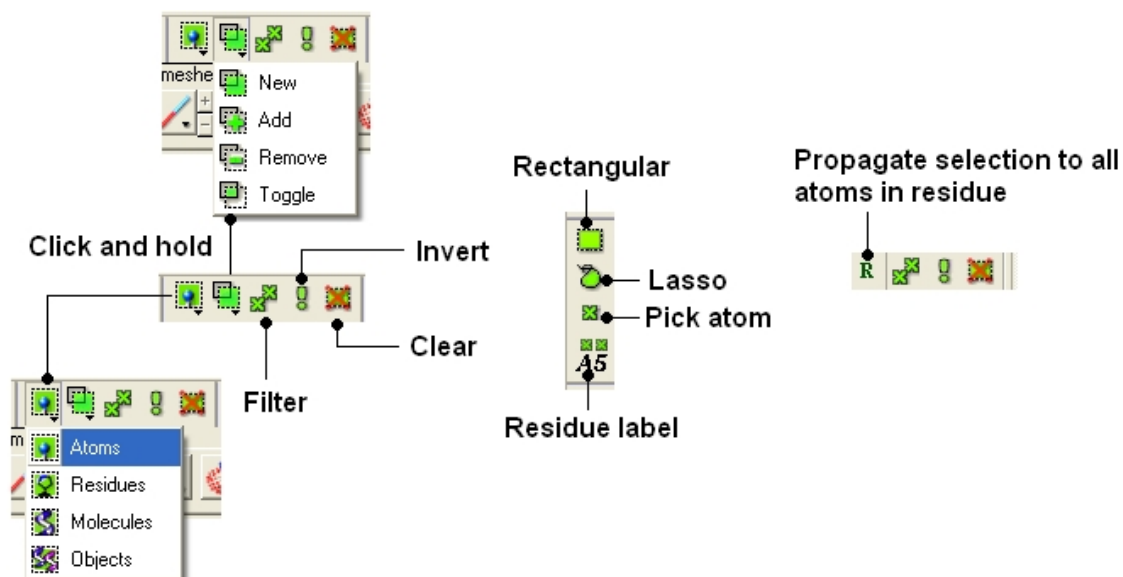 meshe
New
Add
Remove
Toggle
Click and hold
Invert
Clear
Filter
m
Atoms
Residues
Molecules
Objects
Rectangular
Lasso
Pick atom
A5
Residue label
Propagate selection to all
atoms in residue
R